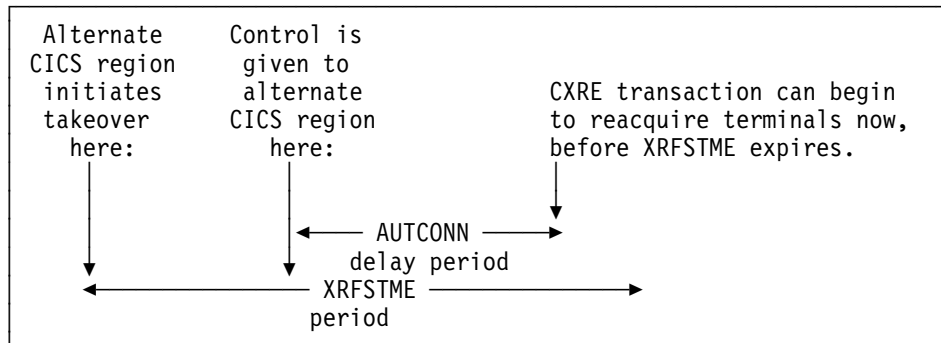 Alternate
CICS region
initiates
takeover
here:
Control is
given to
alternate
CICS region
here:
CXRE transaction can begin
to reacquire terminals now,
before XRFSTME expires.
AUTCONN
delay period
XRFSTME
period